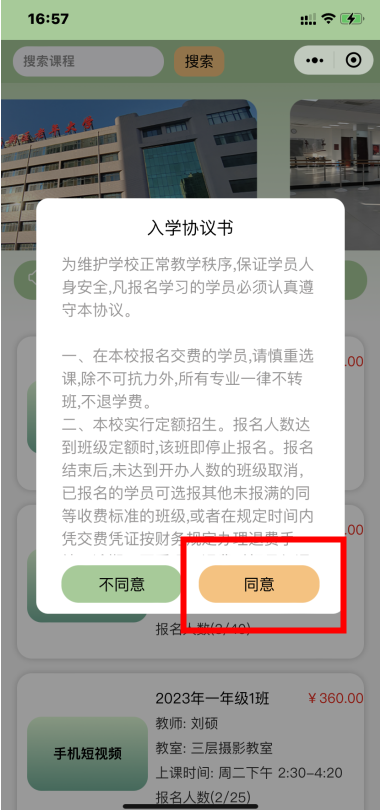 16:57
搜索课程
搜索
入学协议书
为维护学校正常教学秩序,保证学员人
身安全,凡报名学习的学员必须认真遵
守本协议。
一、在本校报名交费的学员,请慎重选
课,除不可抗力外,所有专业一律不转
班,不退学费。
二、本校实行定额招生。报名人数达
到班级定额时,该班即停止报名。报名
结束后,未达到开办人数的班级取消,
已报名的学员可选报其他未报满的同
等收费标准的班级,或者在规定时间内
凭交费凭证按财务规定办理退费手
.00
.00
不同意
同意
报名人数(3/40)
2023年一年级1班
￥360.00
手机短视频
教师: 刘硕
教室: 三层摄影教室
上课时间: 周二下午 2:30-4:20
报名人数(2/25)